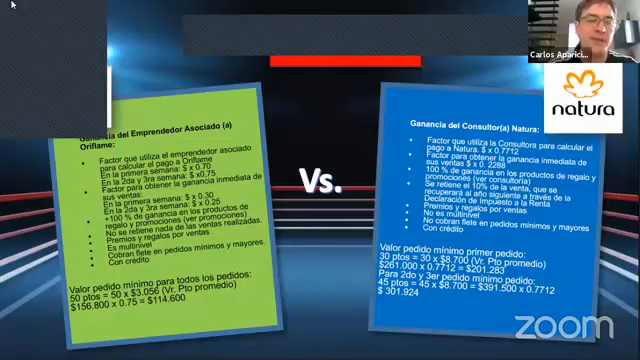 Carlos Aparici...
natura
Ganancia del Emprendedor Asociado (a)
Oriflame:
Factor que utiliza el emprendedor asociado
para calcular el pago a Oriflame
En la primera semana: $ x 0.70
En la 2da y 3ra semana: $ x0.75
Factor para obtener la ganancia inmediata de
sus ventas:
En la primera semana: $ x 0.30
En la 2da y 3ra semana: $ x 0.25
+100 % de ganancia en los productos de
regalo y promociones (ver promociones)
No se retiene nada de las ventas realizadas.
Premios y regalos por ventas
Es multinivel
Cobran flete en pedidos mínimos y mayores.
Con crédito
Valor pedido mínimo para todos los pedidos:
50 ptos = 50 x $3.056 (Vr. Pto promedio)
$156.800 x 0.75 = $114.600
Vs.
Ganancia del Consultor(a) Natura:
Factor que utiliza la Consultora para calcular el
pago a Natura. $ x 0.7712
Factor para obtener la ganancia inmediata de
sus ventas $ x 0. 2288
100 % de ganancia en los productos de regalo y
promociones (ver consultoría)
Se retiene el 10% de la venta, que se
recuperará al año siguiente a través de la
Declaración de Impuesto a la Renta
Premios y regalos por ventas
No es multinivel
No cobran flete en pedidos mínimos y mayores
Con crédito
Valor pedido mínimo primer pedido:
30 ptos = 30 x $8.700 (Vr. Pto promedio)
$261.000 x 0.7712 = $201.283
Para 2do y 3er pedido mínimo:
45 ptos = 45 x $8.700 = $391.500 x 0.7712
$ 301.924
zoom